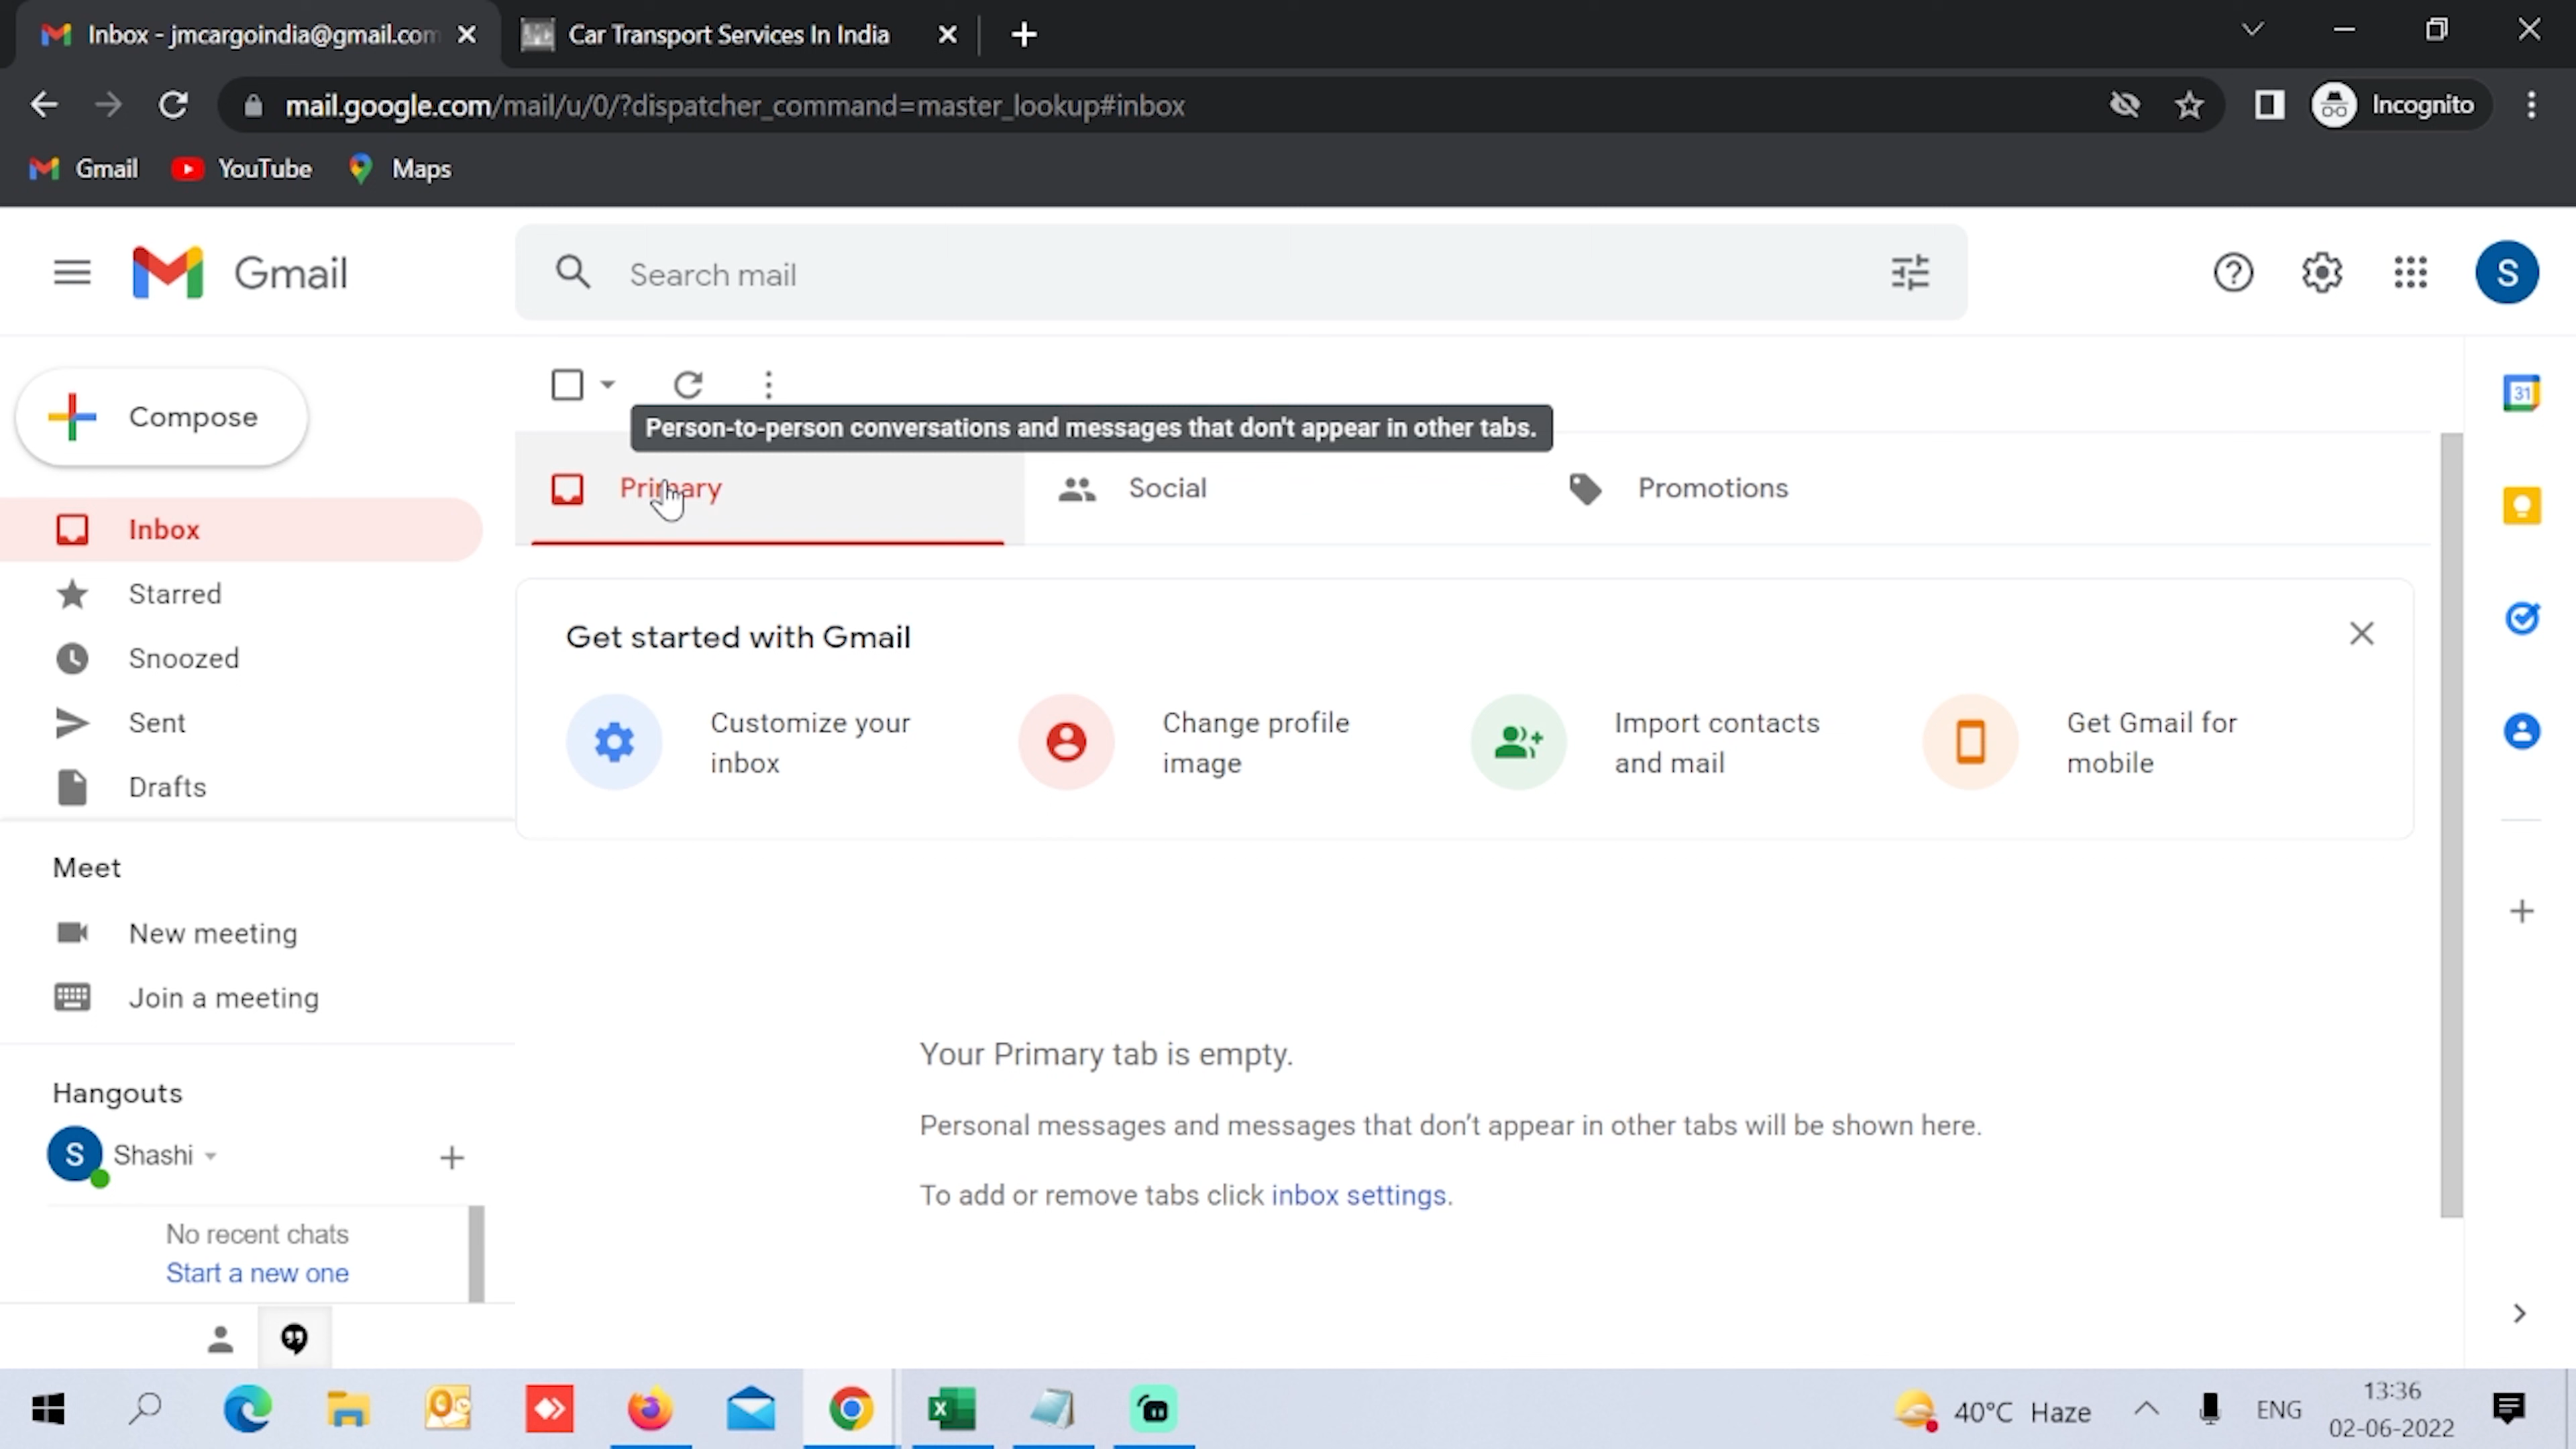 Inbox - jmcargoindia@gmail.com
Car Transport Services In India
mail.google.com/mail/u/0/?dispatcher_command=master_lookup#inbox
Incognito
Gmail
YouTube
Maps
Gmail
Search mail
S
Compose
Person-to-person conversations and messages that don't appear in other tabs.
31
Primary
Social
Promotions
Inbox
Starred
Snoozed
Sent
Drafts
Get started with Gmail
Customize your
inbox
Change profile
image
Import contacts
and mail
Get Gmail for
mobile
Meet
New meeting
Join a meeting
Your Primary tab is empty.
Personal messages and messages that don't appear in other tabs will be shown here.
To add or remove tabs click inbox settings.
Hangouts
S
Shashi
No recent chats
Start a new one
40°C Haze
ENG
13:36
02-06-2022